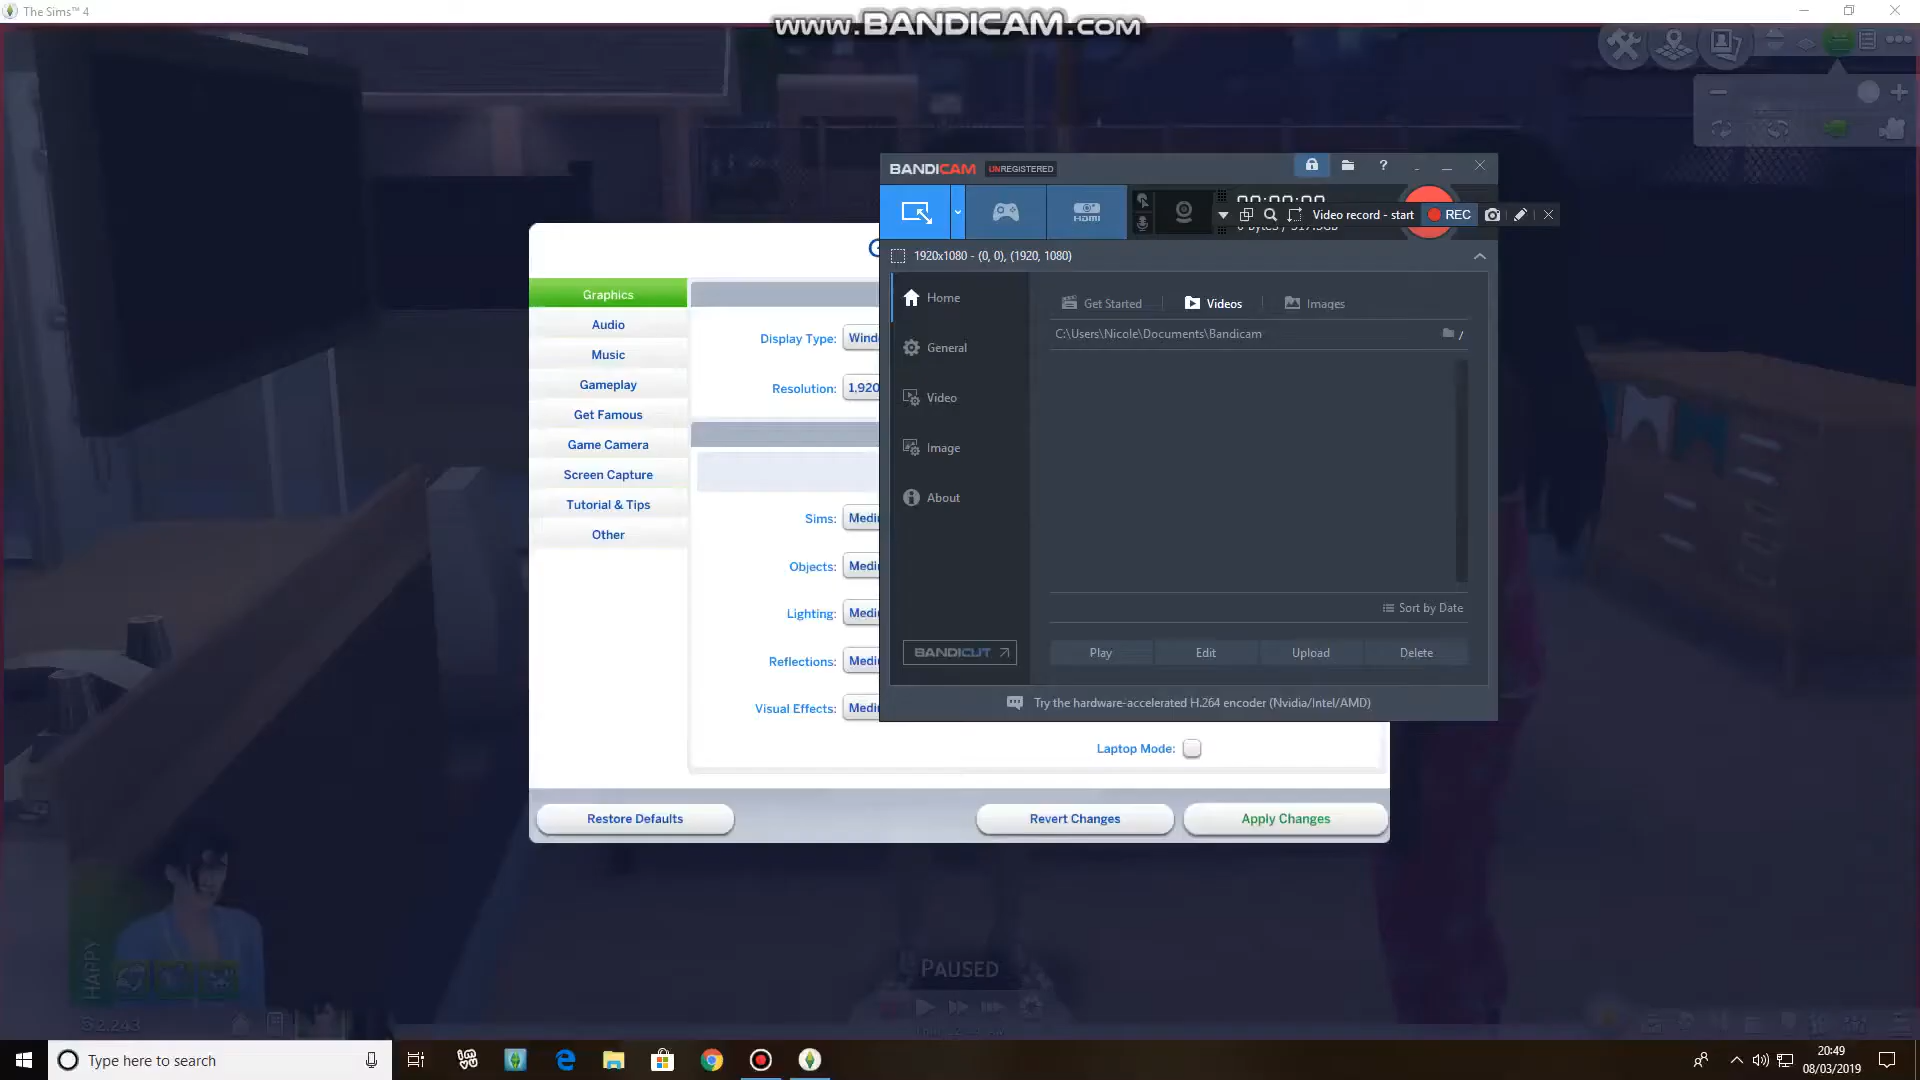 The Sims™ 4
www.BANDICAM.com
BANDICAM UNREGISTERED
?
HDMI
Video record - start
REC
1920x1080 - (0, 0), (1920, 1080)
Graphics
Audio
Music
Gameplay
Get Famous
Game Camera
Screen Capture
Tutorial & Tips
Other
Display Type:
Resolution:
1,920
Sims:
Objects:
Lighting:
Reflections:
Visual Effects:
Laptop Mode:
Restore Defaults
Revert Changes
Apply Changes
Home
General
Video
Image
About
BANDICUT
Get Started
Videos
Images
C:\Users\Nicole\Documents\Bandicam
Sort by Date
Play
Edit
Upload
Delete
Try the hardware-accelerated H.264 encoder (Nvidia/Intel/AMD)
HAPPY
PAUSED
Type here to search
20:49
08/03/2019